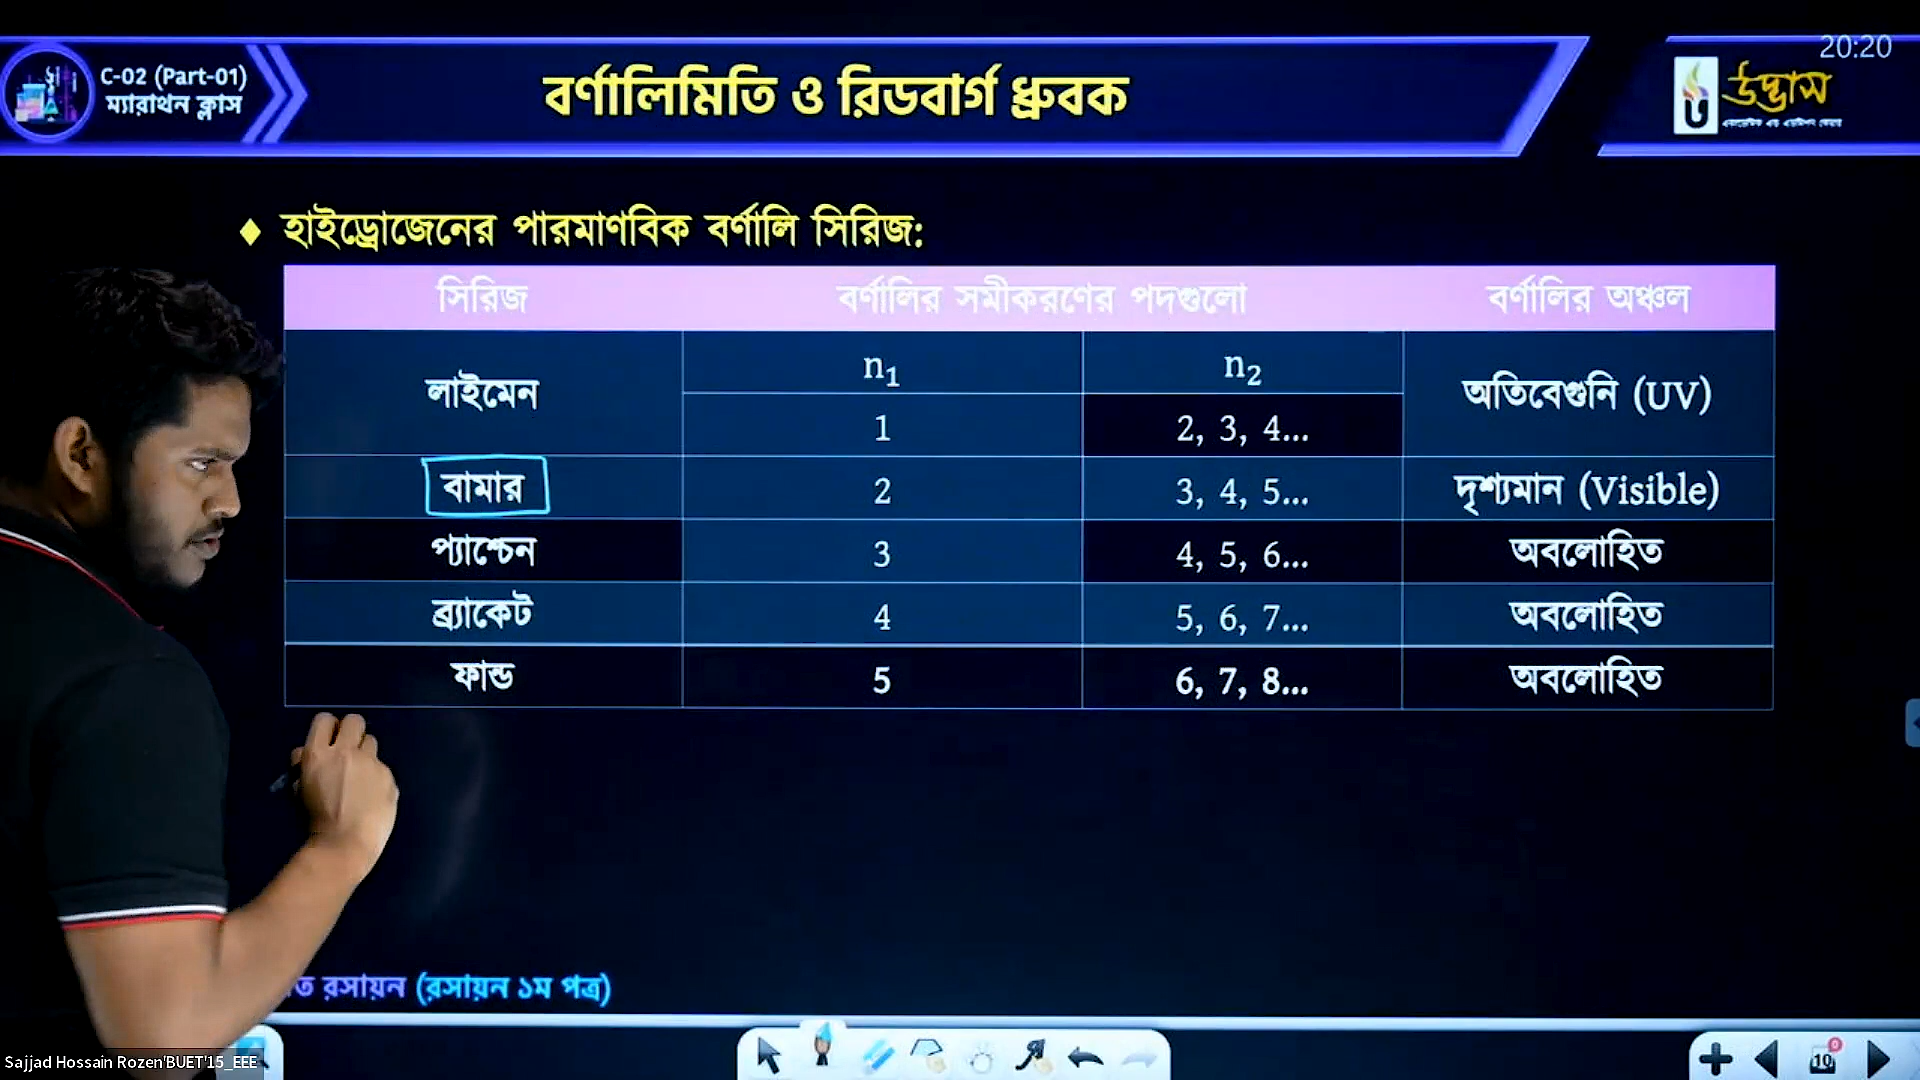 20:20
C-02 (Part-01)
ম্যারাথন ক্লাস
বর্ণালিমিতি ও রিডবার্গ ধ্রুবক
উদ্ভাস
♦ হাইড্রোজেনের পারমাণবিক বর্ণালি সিরিজ:
সিরিজ বর্ণালির সমীকরণের পদগুলো বর্ণালির অঞ্চল
লাইমেন n₁ n₂ অতিবেগুনি (UV)
1 2, 3, 4...
বামার 2 3, 4, 5... দৃশ্যমান (Visible)
প্যাশ্চেন 3 4, 5, 6... অবলোহিত
ব্র্যাকেট 4 5, 6, 7... অবলোহিত
ফান্ড 5 6, 7, 8... অবলোহিত
রসায়ন (রসায়ন ১ম পত্র)
Sajjad Hossain Rozen'BUET'15_EEE
10
0